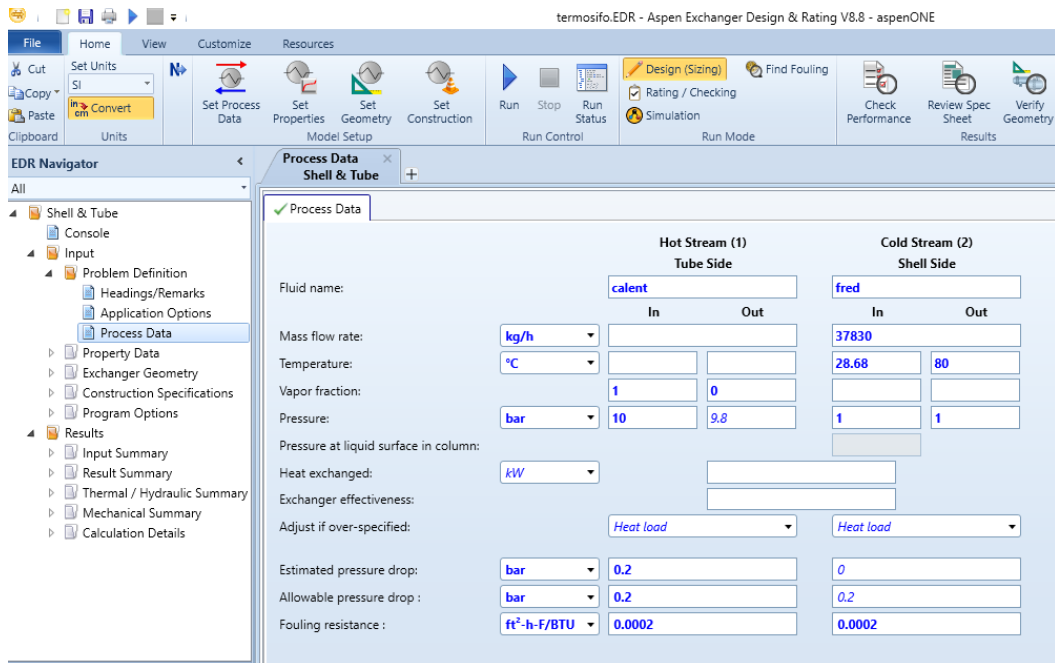 termosifo.EDR - Aspen Exchanger Design & Rating V8.8 - aspenONE
File Home View Customize Resources
Cut
Copy
Paste
Clipboard
Set Units
SI
in cm Convert
Units
N
Set Process Data
Set Properties
Set Geometry
Set Construction
Model Setup
Run
Stop
Run Status
Run Control
Design (Sizing)
Rating / Checking
Simulation
Find Fouling
Run Mode
Check Performance
Review Spec Sheet
Verify Geometry
Results
EDR Navigator
All
Shell & Tube
Console
Input
Problem Definition
Headings/Remarks
Application Options
Process Data
Property Data
Exchanger Geometry
Construction Specifications
Program Options
Results
Input Summary
Result Summary
Thermal / Hydraulic Summary
Mechanical Summary
Calculation Details
Process Data
Shell & Tube
Process Data
Hot Stream (1) Cold Stream (2)
Tube Side Shell Side
Fluid name: calent fred
In Out In Out
Mass flow rate: kg/h 37830
Temperature: °C 28.68 80
Vapor fraction: 1 0
Pressure: bar 10 9.8 1 1
Pressure at liquid surface in column:
Heat exchanged: kW
Exchanger effectiveness:
Adjust if over-specified: Heat load Heat load
Estimated pressure drop: bar 0.2 0
Allowable pressure drop : bar 0.2 0.2
Fouling resistance : ft²-h-F/BTU 0.0002 0.0002